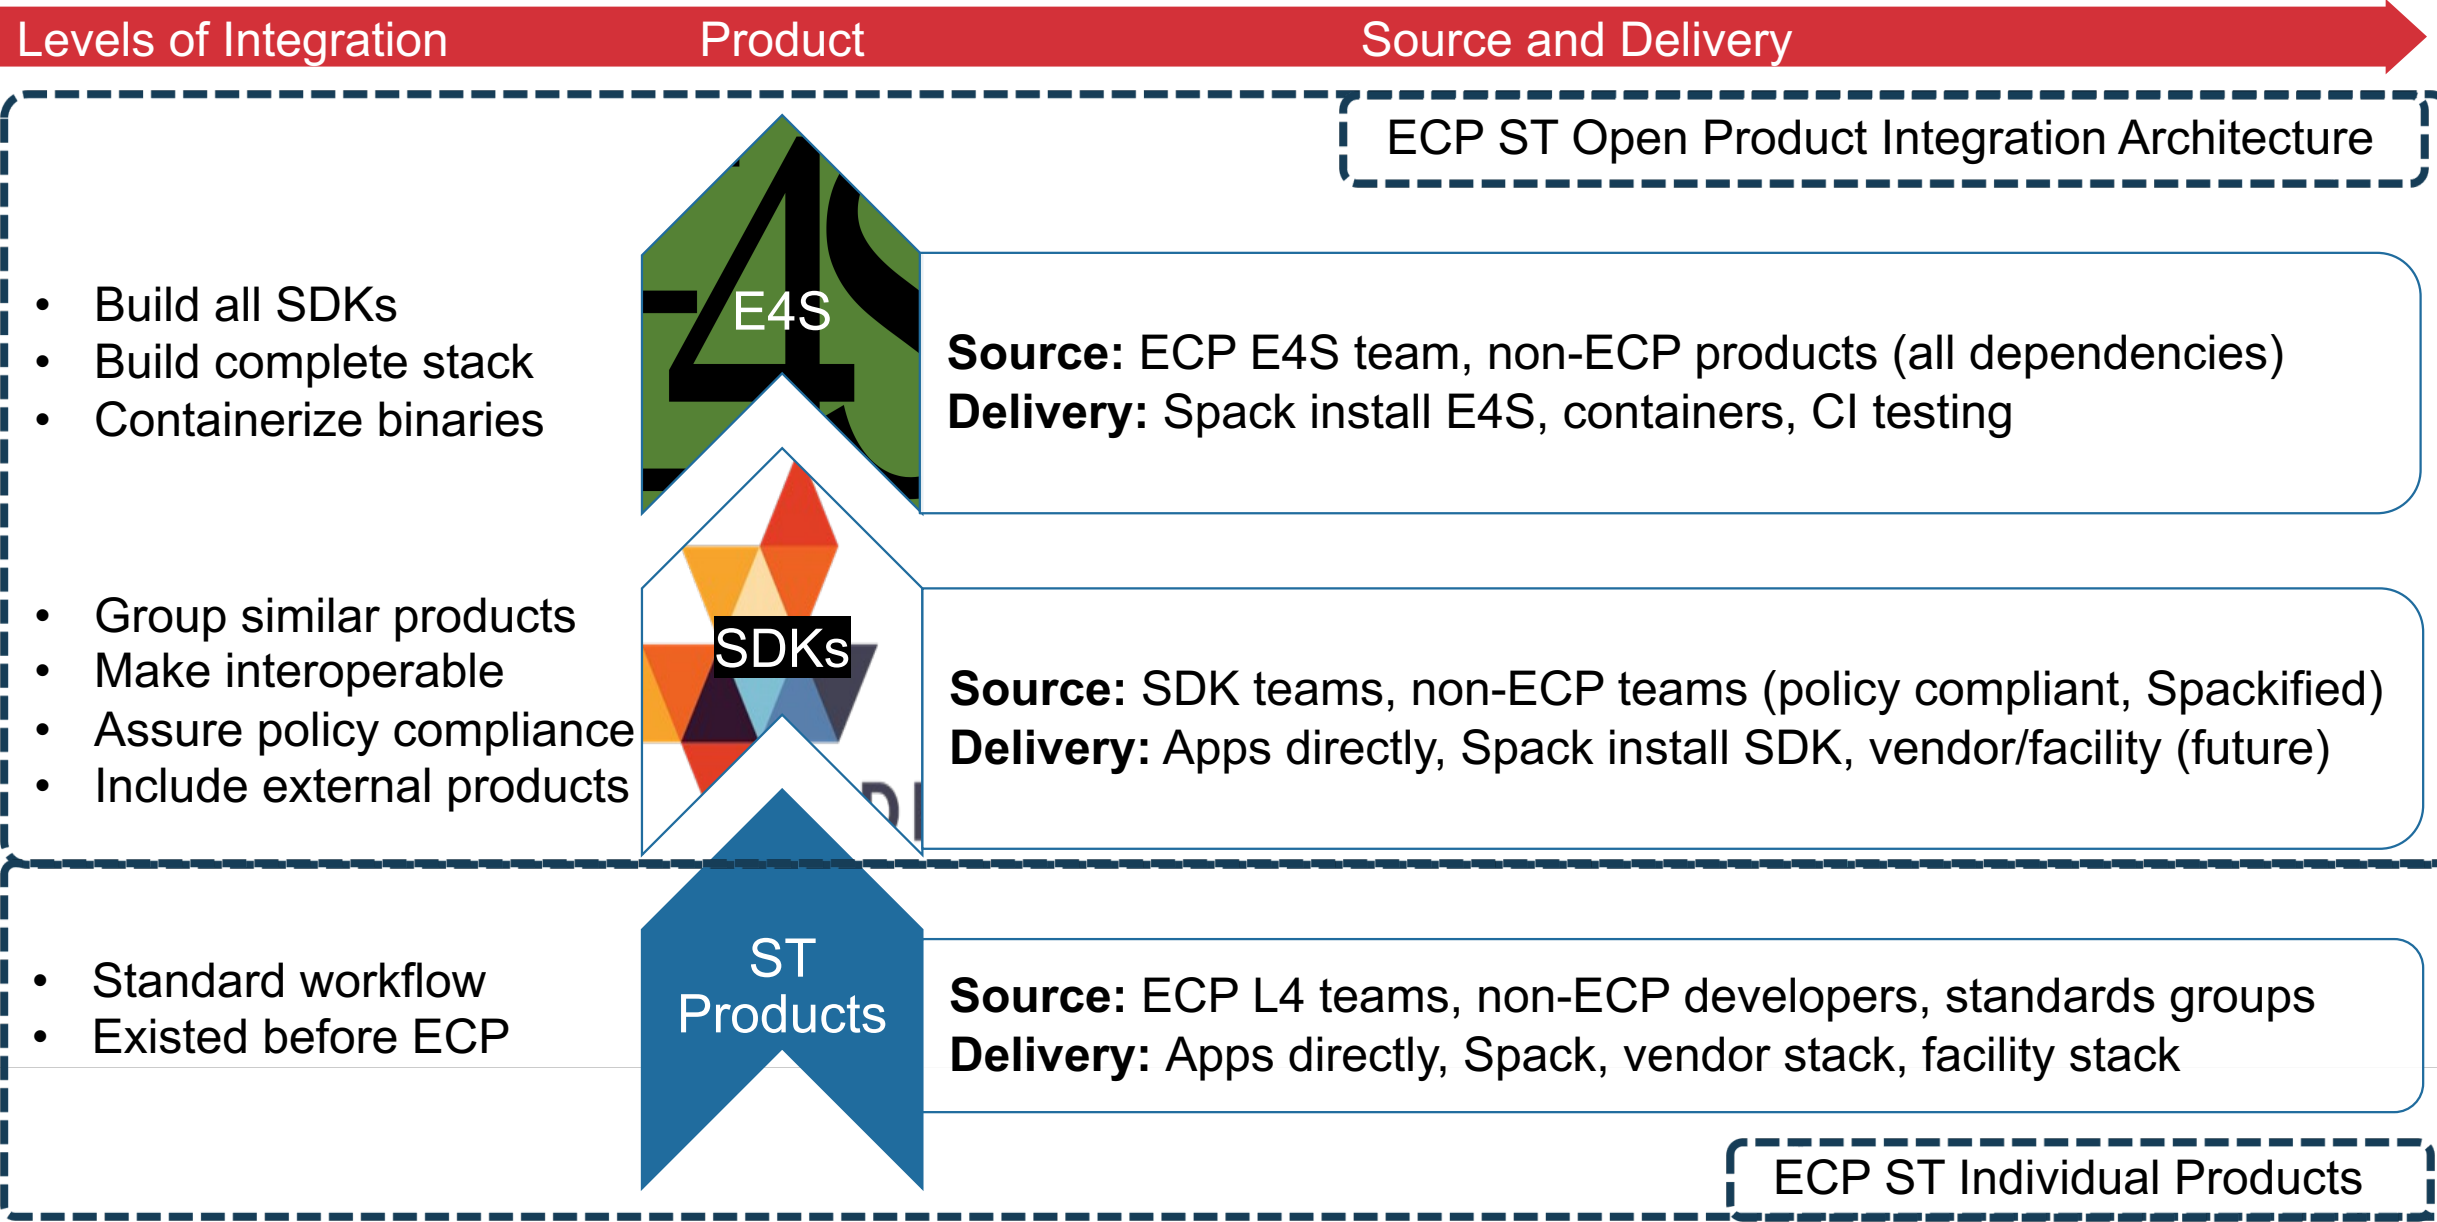 Levels of Integration
Product
Source and Delivery
ECP ST Open Product Integration Architecture
• Build all SDKs
• Build complete stack
• Containerize binaries
E4S
Source: ECP E4S team, non-ECP products (all dependencies)
Delivery: Spack install E4S, containers, CI testing
• Group similar products
• Make interoperable
• Assure policy compliance
• Include external products
SDKs
Source: SDK teams, non-ECP teams (policy compliant, Spackified)
Delivery: Apps directly, Spack install SDK, vendor/facility (future)
• Standard workflow
• Existed before ECP
ST
Products
Source: ECP L4 teams, non-ECP developers, standards groups
Delivery: Apps directly, Spack, vendor stack, facility stack
ECP ST Individual Products